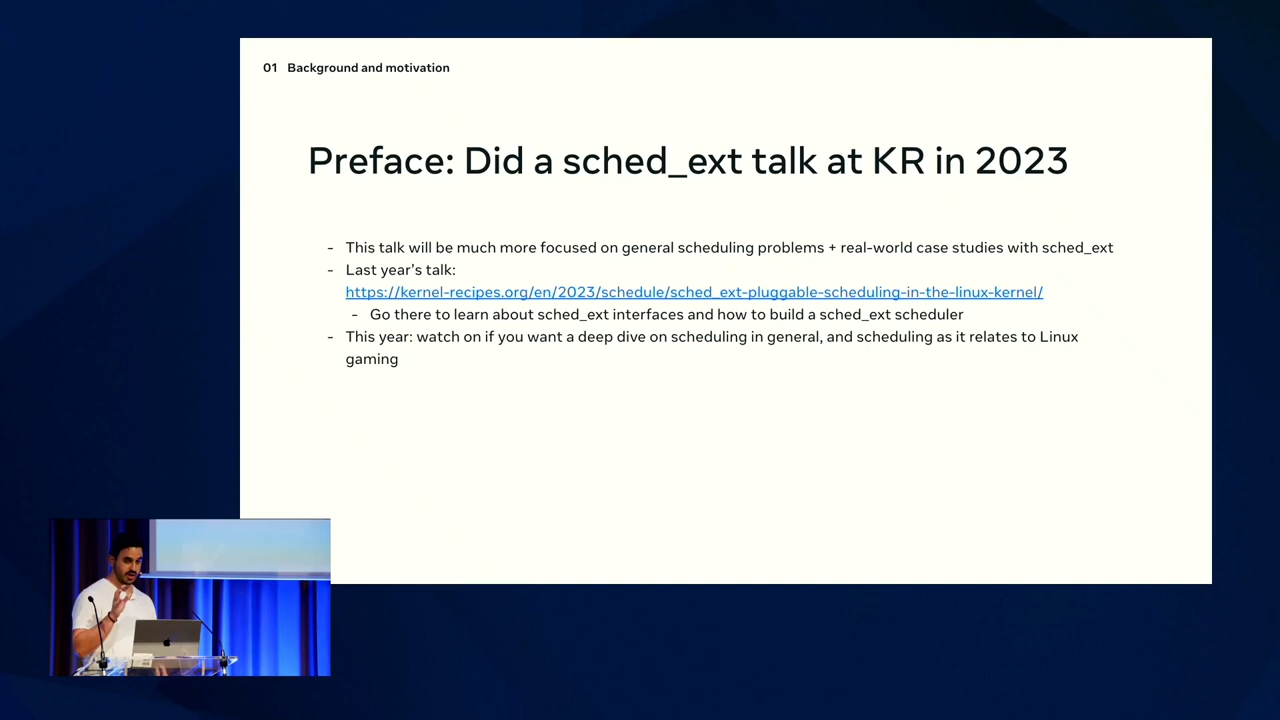 01 Background and motivation
Preface: Did a sched_ext talk at KR in 2023
- This talk will be much more focused on general scheduling problems + real-world case studies with sched_ext
- Last year’s talk:
https://kernel-recipes.org/en/2023/schedule/sched_ext-pluggable-scheduling-in-the-linux-kernel/
- Go there to learn about sched_ext interfaces and how to build a sched_ext scheduler
- This year: watch on if you want a deep dive on scheduling in general, and scheduling as it relates to Linux
gaming